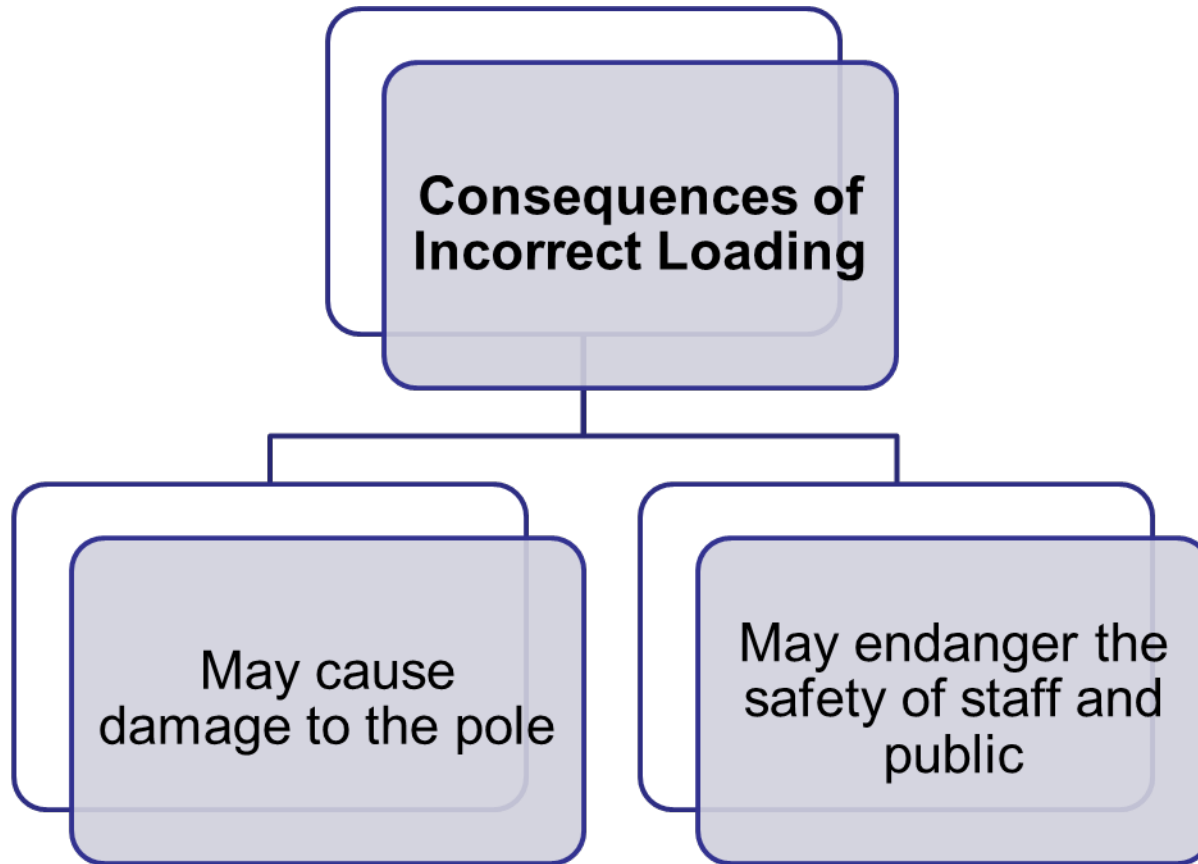 Consequences of
Incorrect Loading
May cause
damage to the pole
May endanger the
safety of staff and
public